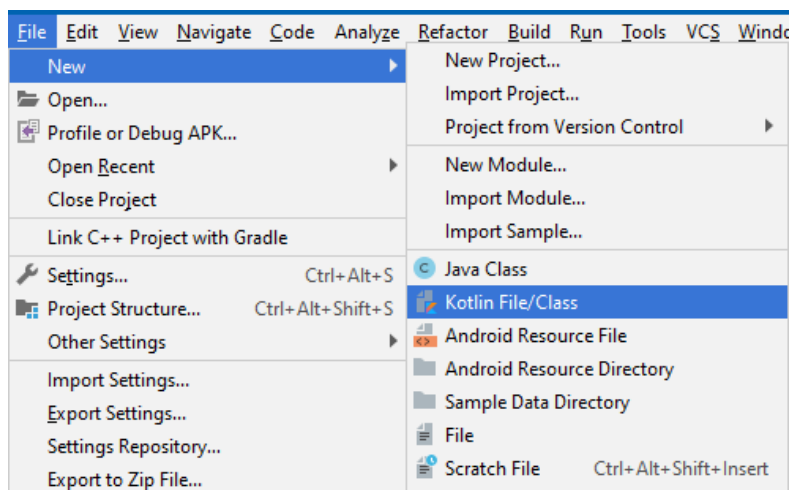 File Edit View Navigate Code Analyze Refactor Build Run Tools VCS Windo
New
Open...
Profile or Debug APK...
Open Recent
Close Project
Link C++ Project with Gradle
Settings... Ctrl+Alt+S
Project Structure... Ctrl+Alt+Shift+S
Other Settings
Import Settings...
Export Settings...
Settings Repository...
Export to Zip File...
New Project...
Import Project...
Project from Version Control
New Module...
Import Module...
Import Sample...
C Java Class
Kotlin File/Class
Android Resource File
Android Resource Directory
Sample Data Directory
File
Scratch File Ctrl+Alt+Shift+Insert